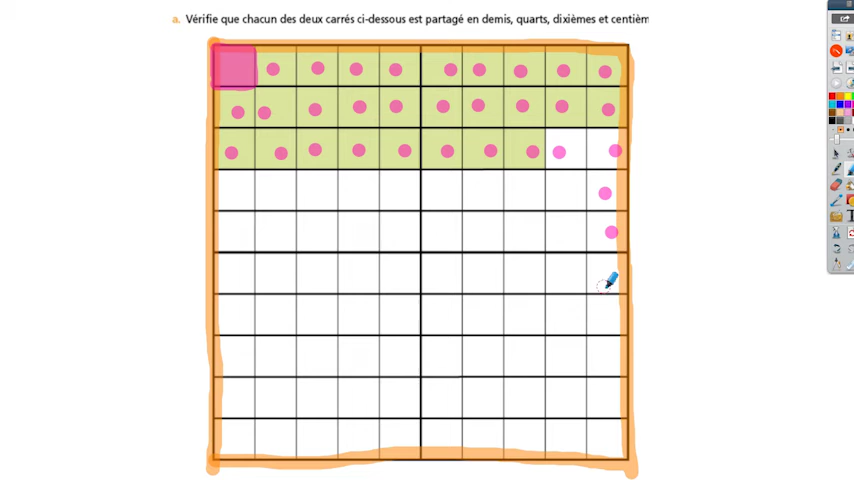 a. Vérifie que chacun des deux carrés ci-dessous est partagé en demis, quarts, dixièmes et centièm